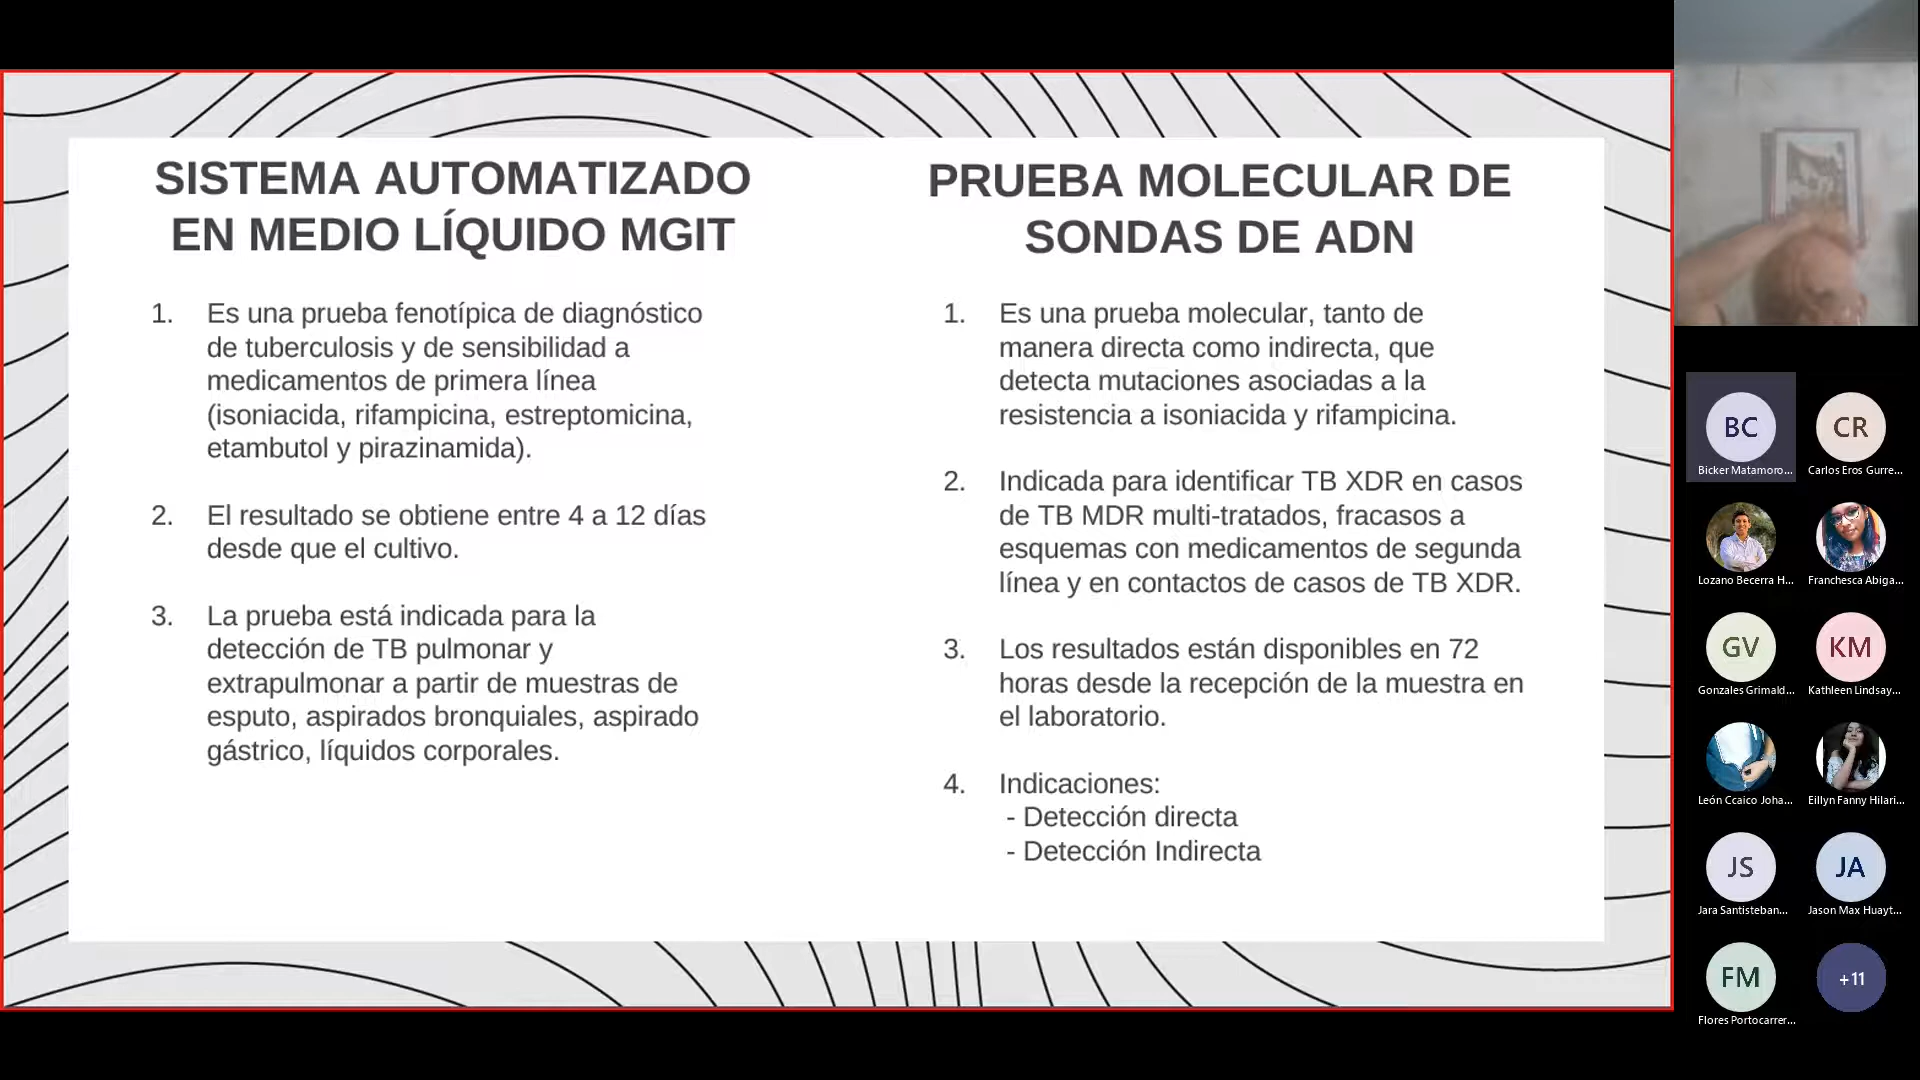 SISTEMA AUTOMATIZADO
EN MEDIO LÍQUIDO MGIT
1. Es una prueba fenotípica de diagnóstico
de tuberculosis y de sensibilidad a
medicamentos de primera línea
(isoniacida, rifampicina, estreptomicina,
etambutol y pirazinamida).
2. El resultado se obtiene entre 4 a 12 días
desde que el cultivo.
3. La prueba está indicada para la
detección de TB pulmonar y
extrapulmonar a partir de muestras de
esputo, aspirados bronquiales, aspirado
gástrico, líquidos corporales.
PRUEBA MOLECULAR DE
SONDAS DE ADN
1. Es una prueba molecular, tanto de
manera directa como indirecta, que
detecta mutaciones asociadas a la
resistencia a isoniacida y rifampicina.
2. Indicada para identificar TB XDR en casos
de TB MDR multi-tratados, fracasos a
esquemas con medicamentos de segunda
línea y en contactos de casos de TB XDR.
3. Los resultados están disponibles en 72
horas desde la recepción de la muestra en
el laboratorio.
4. Indicaciones:
- Detección directa
- Detección Indirecta
BC
Bicker Matamoro...
CR
Carlos Eros Gurre...
Lozano Becerra H...
Franchesca Abiga...
GV
Gonzales Grimald...
KM
Kathleen Lindsay...
León Ccaico Joha...
Eillyn Fanny Hilari...
JS
Jara Santisteban...
JA
Jason Max Huayt...
FM
Flores Portocarrer...
+11